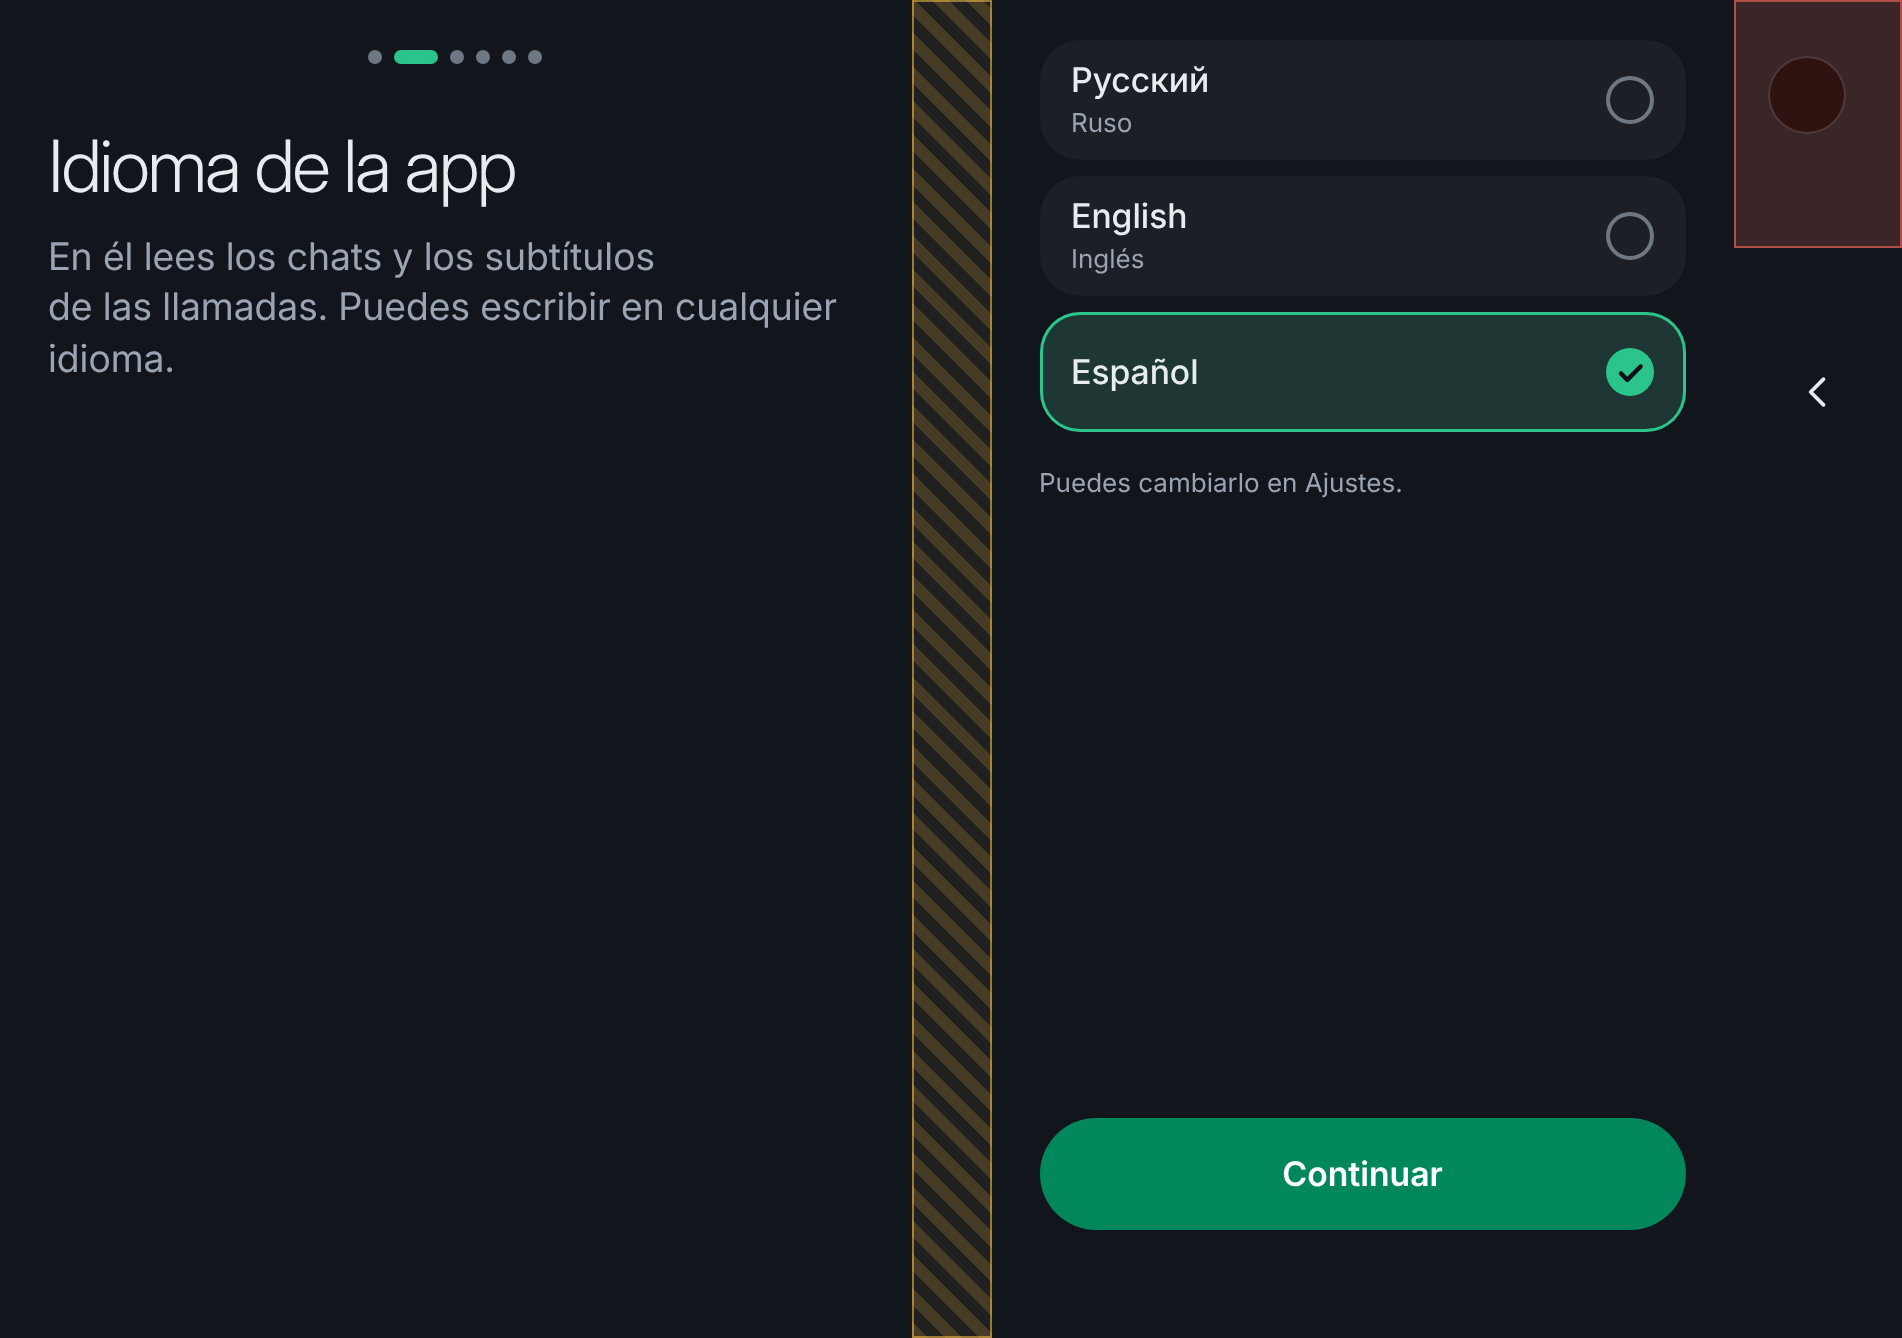 Idioma de la app
En él lees los chats y los subtítulos
de las llamadas. Puedes escribir en cualquier
idioma.
Русский
Ruso
English
Inglés
Español
Puedes cambiarlo en Ajustes.
Continuar